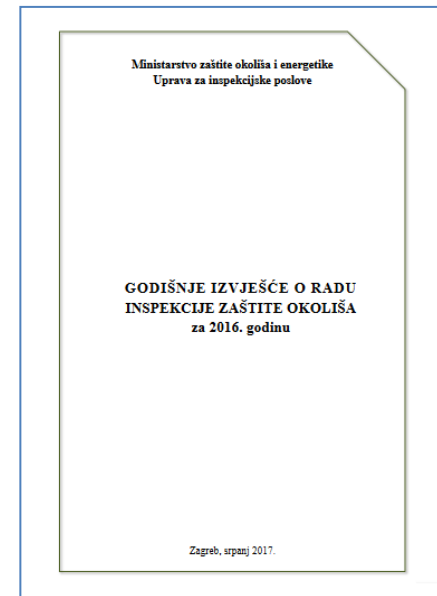 Ministarstvo zaštite okoliša i energetike
Uprava za inspekcijske poslove
GODIŠNJE IZVJEŠĆE O RADU
INSPEKCIJE ZAŠTITE OKOLIŠA
za 2016. godinu
Zagreb, srpanj 2017.